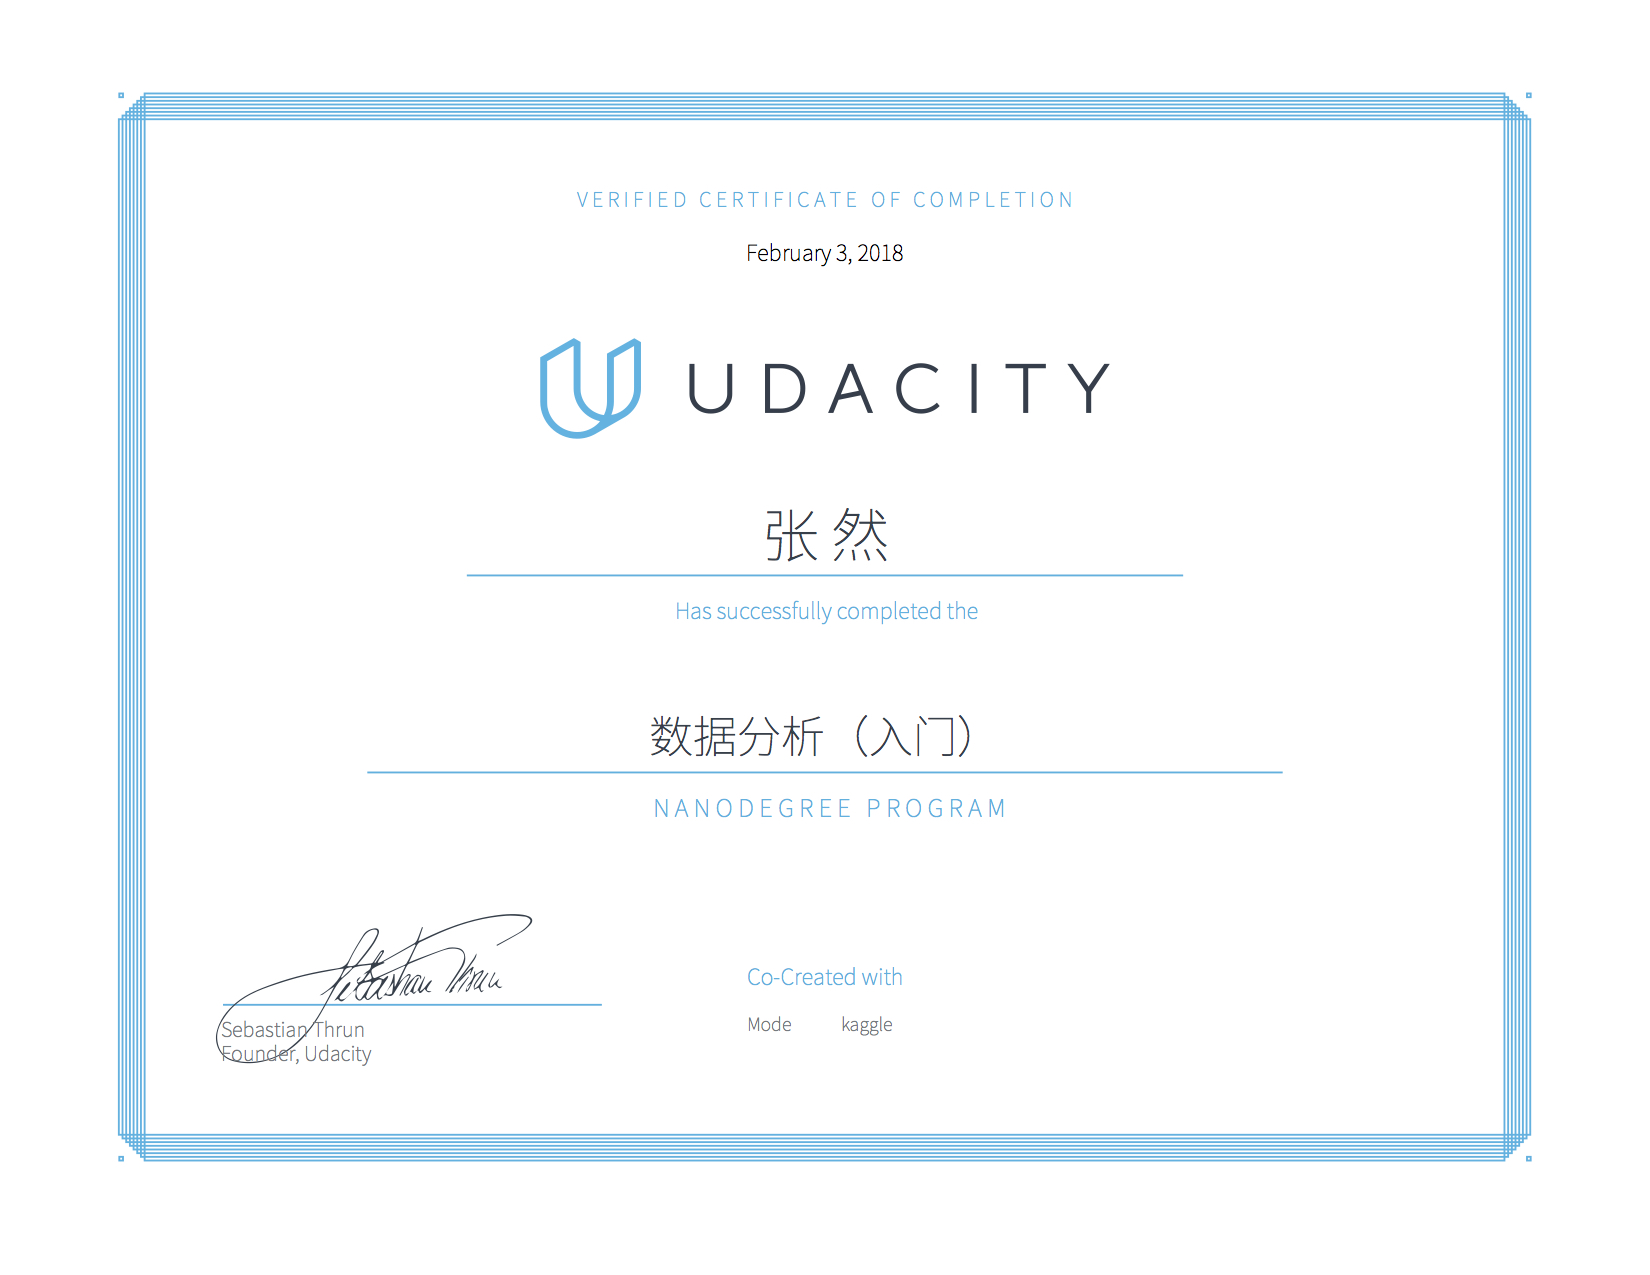 VERIFIED CERTIFICATE OF COMPLETION
February 3, 2018
UDACITY
张 然
Has successfully completed the
数据分析（入门）
NANODEGREE PROGRAM
Sebastian Thrun
Sebastian Thrun
Founder, Udacity
Co-Created with
Mode kaggle